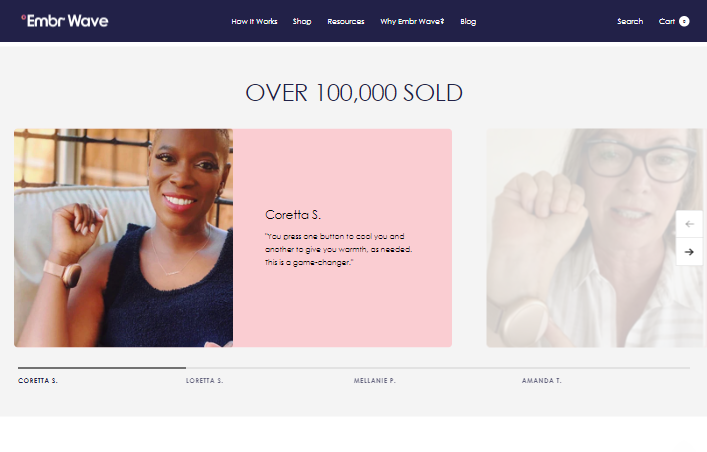 Embr Wave
How It Works
Shop
Resources
Why Embr Wave?
Blog
Search
Cart 0
OVER 100,000 SOLD
Coretta S.
"You press one button to cool you and
another to give you warmth, as needed.
This is a game-changer."
CORETTA S.
LORETTA S.
MELLANIE P.
AMANDA T.